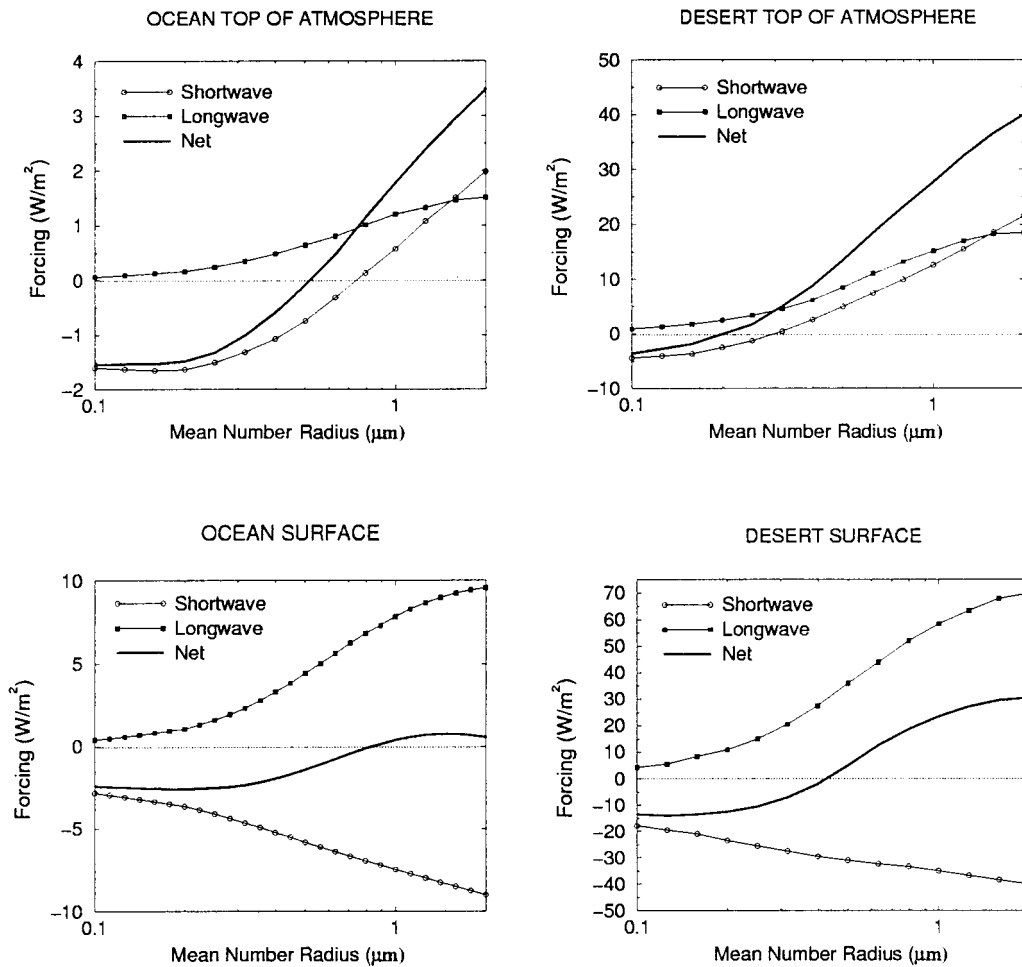 OCEAN TOP OF ATMOSPHERE
4
3
2
1
0
−1
−2
Forcing (W/m²)
Shortwave
Longwave
Net
0.1
1
Mean Number Radius (μm)
DESERT TOP OF ATMOSPHERE
50
40
30
20
10
0
−10
Forcing (W/m²)
Shortwave
Longwave
Net
0.1
1
Mean Number Radius (μm)
OCEAN SURFACE
10
5
0
−5
−10
Forcing (W/m²)
Shortwave
Longwave
Net
0.1
1
Mean Number Radius (μm)
DESERT SURFACE
70
60
50
40
30
20
10
0
−10
−20
−30
−40
−50
Forcing (W/m²)
Shortwave
Longwave
Net
0.1
1
Mean Number Radius (μm)